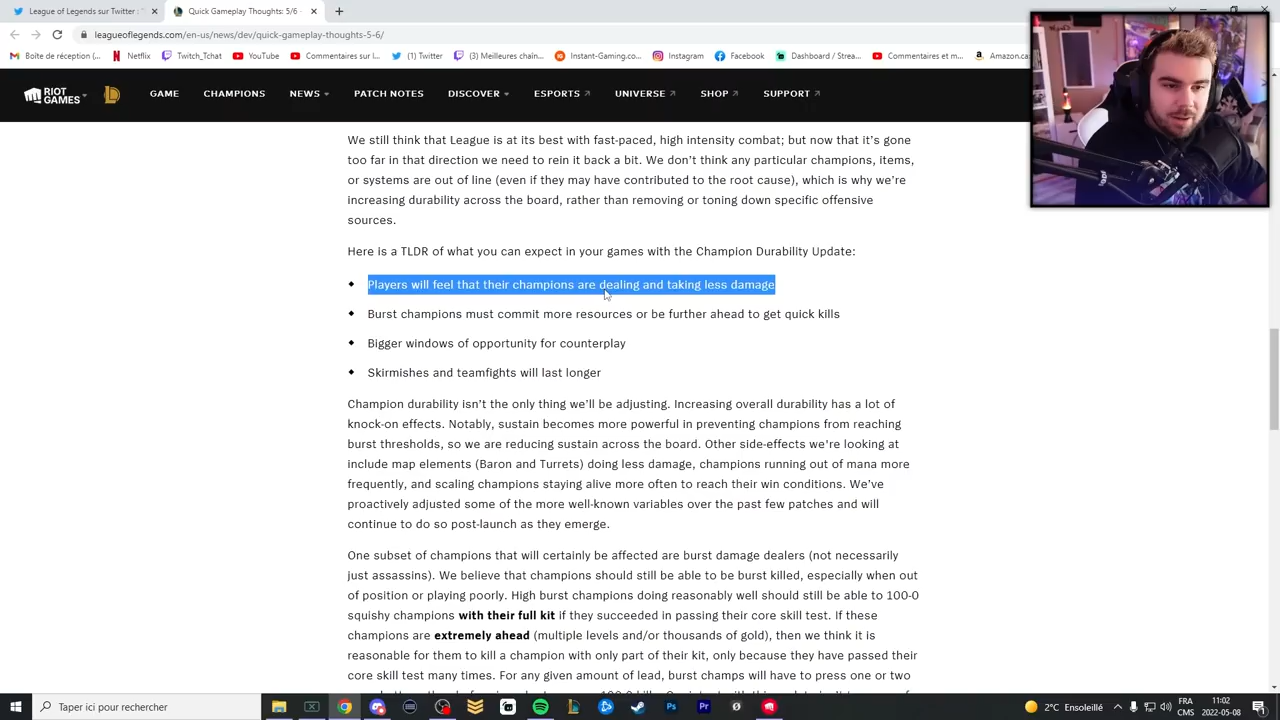 League of Legends sur Twitter : "
Quick Gameplay Thoughts: 5/6 -
leagueoflegends.com/en-us/news/dev/quick-gameplay-thoughts-5-6/
Boîte de réception (... Netflix Twitch_Tchat YouTube Commentaires sur l... (1) Twitter (3) Meilleures chaîn... Instant-Gaming.co... Instagram Facebook Dashboard / Strea... Commentaires et m... Amazon.ca
RIOT GAMES GAME CHAMPIONS NEWS PATCH NOTES DISCOVER ESPORTS UNIVERSE SHOP SUPPORT
We still think that League is at its best with fast-paced, high intensity combat; but now that it's gone
too far in that direction we need to rein it back a bit. We don't think any particular champions, items,
or systems are out of line (even if they may have contributed to the root cause), which is why we're
increasing durability across the board, rather than removing or toning down specific offensive
sources.
Here is a TLDR of what you can expect in your games with the Champion Durability Update:
Players will feel that their champions are dealing and taking less damage
Burst champions must commit more resources or be further ahead to get quick kills
Bigger windows of opportunity for counterplay
Skirmishes and teamfights will last longer
Champion durability isn't the only thing we'll be adjusting. Increasing overall durability has a lot of
knock-on effects. Notably, sustain becomes more powerful in preventing champions from reaching
burst thresholds, so we are reducing sustain across the board. Other side-effects we're looking at
include map elements (Baron and Turrets) doing less damage, champions running out of mana more
frequently, and scaling champions staying alive more often to reach their win conditions. We've
proactively adjusted some of the more well-known variables over the past few patches and will
continue to do so post-launch as they emerge.
One subset of champions that will certainly be affected are burst damage dealers (not necessarily
just assassins). We believe that champions should still be able to be burst killed, especially when out
of position or playing poorly. High burst champions doing reasonably well should still be able to 100-0
squishy champions with their full kit if they succeeded in passing their core skill test. If these
champions are extremely ahead (multiple levels and/or thousands of gold), then we think it is
reasonable for them to kill a champion with only part of their kit, only because they have passed their
core skill test many times. For any given amount of lead, burst champs will have to press one or two
Taper ici pour rechercher
2°C Ensoleillé
FRA
CMS
11:02
2022-05-08